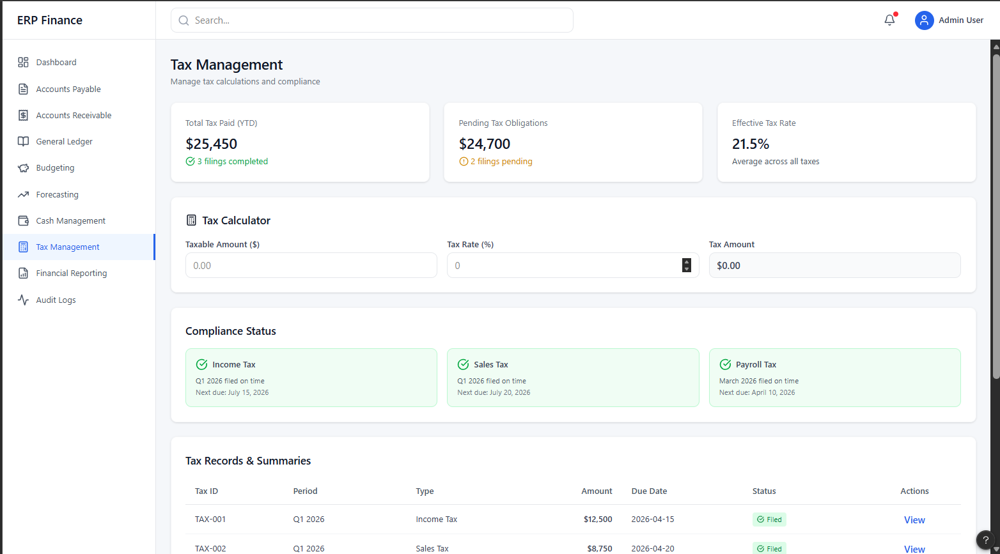 ERP Finance
Search...
Admin User
Dashboard
Accounts Payable
Accounts Receivable
General Ledger
Budgeting
Forecasting
Cash Management
Tax Management
Financial Reporting
Audit Logs
Tax Management
Manage tax calculations and compliance
Total Tax Paid (YTD)
$25,450
3 filings completed
Pending Tax Obligations
$24,700
2 filings pending
Effective Tax Rate
21.5%
Average across all taxes
Tax Calculator
Taxable Amount ($)
0.00
Tax Rate (%)
0
Tax Amount
$0.00
Compliance Status
Income Tax
Q1 2026 filed on time
Next due: July 15, 2026
Sales Tax
Q1 2026 filed on time
Next due: July 20, 2026
Payroll Tax
March 2026 filed on time
Next due: April 10, 2026
Tax Records & Summaries
Tax ID Period Type Amount Due Date Status Actions
TAX-001 Q1 2026 Income Tax $12,500 2026-04-15 Filed View
TAX-002 Q1 2026 Sales Tax $8,750 2026-04-20 Filed View
?